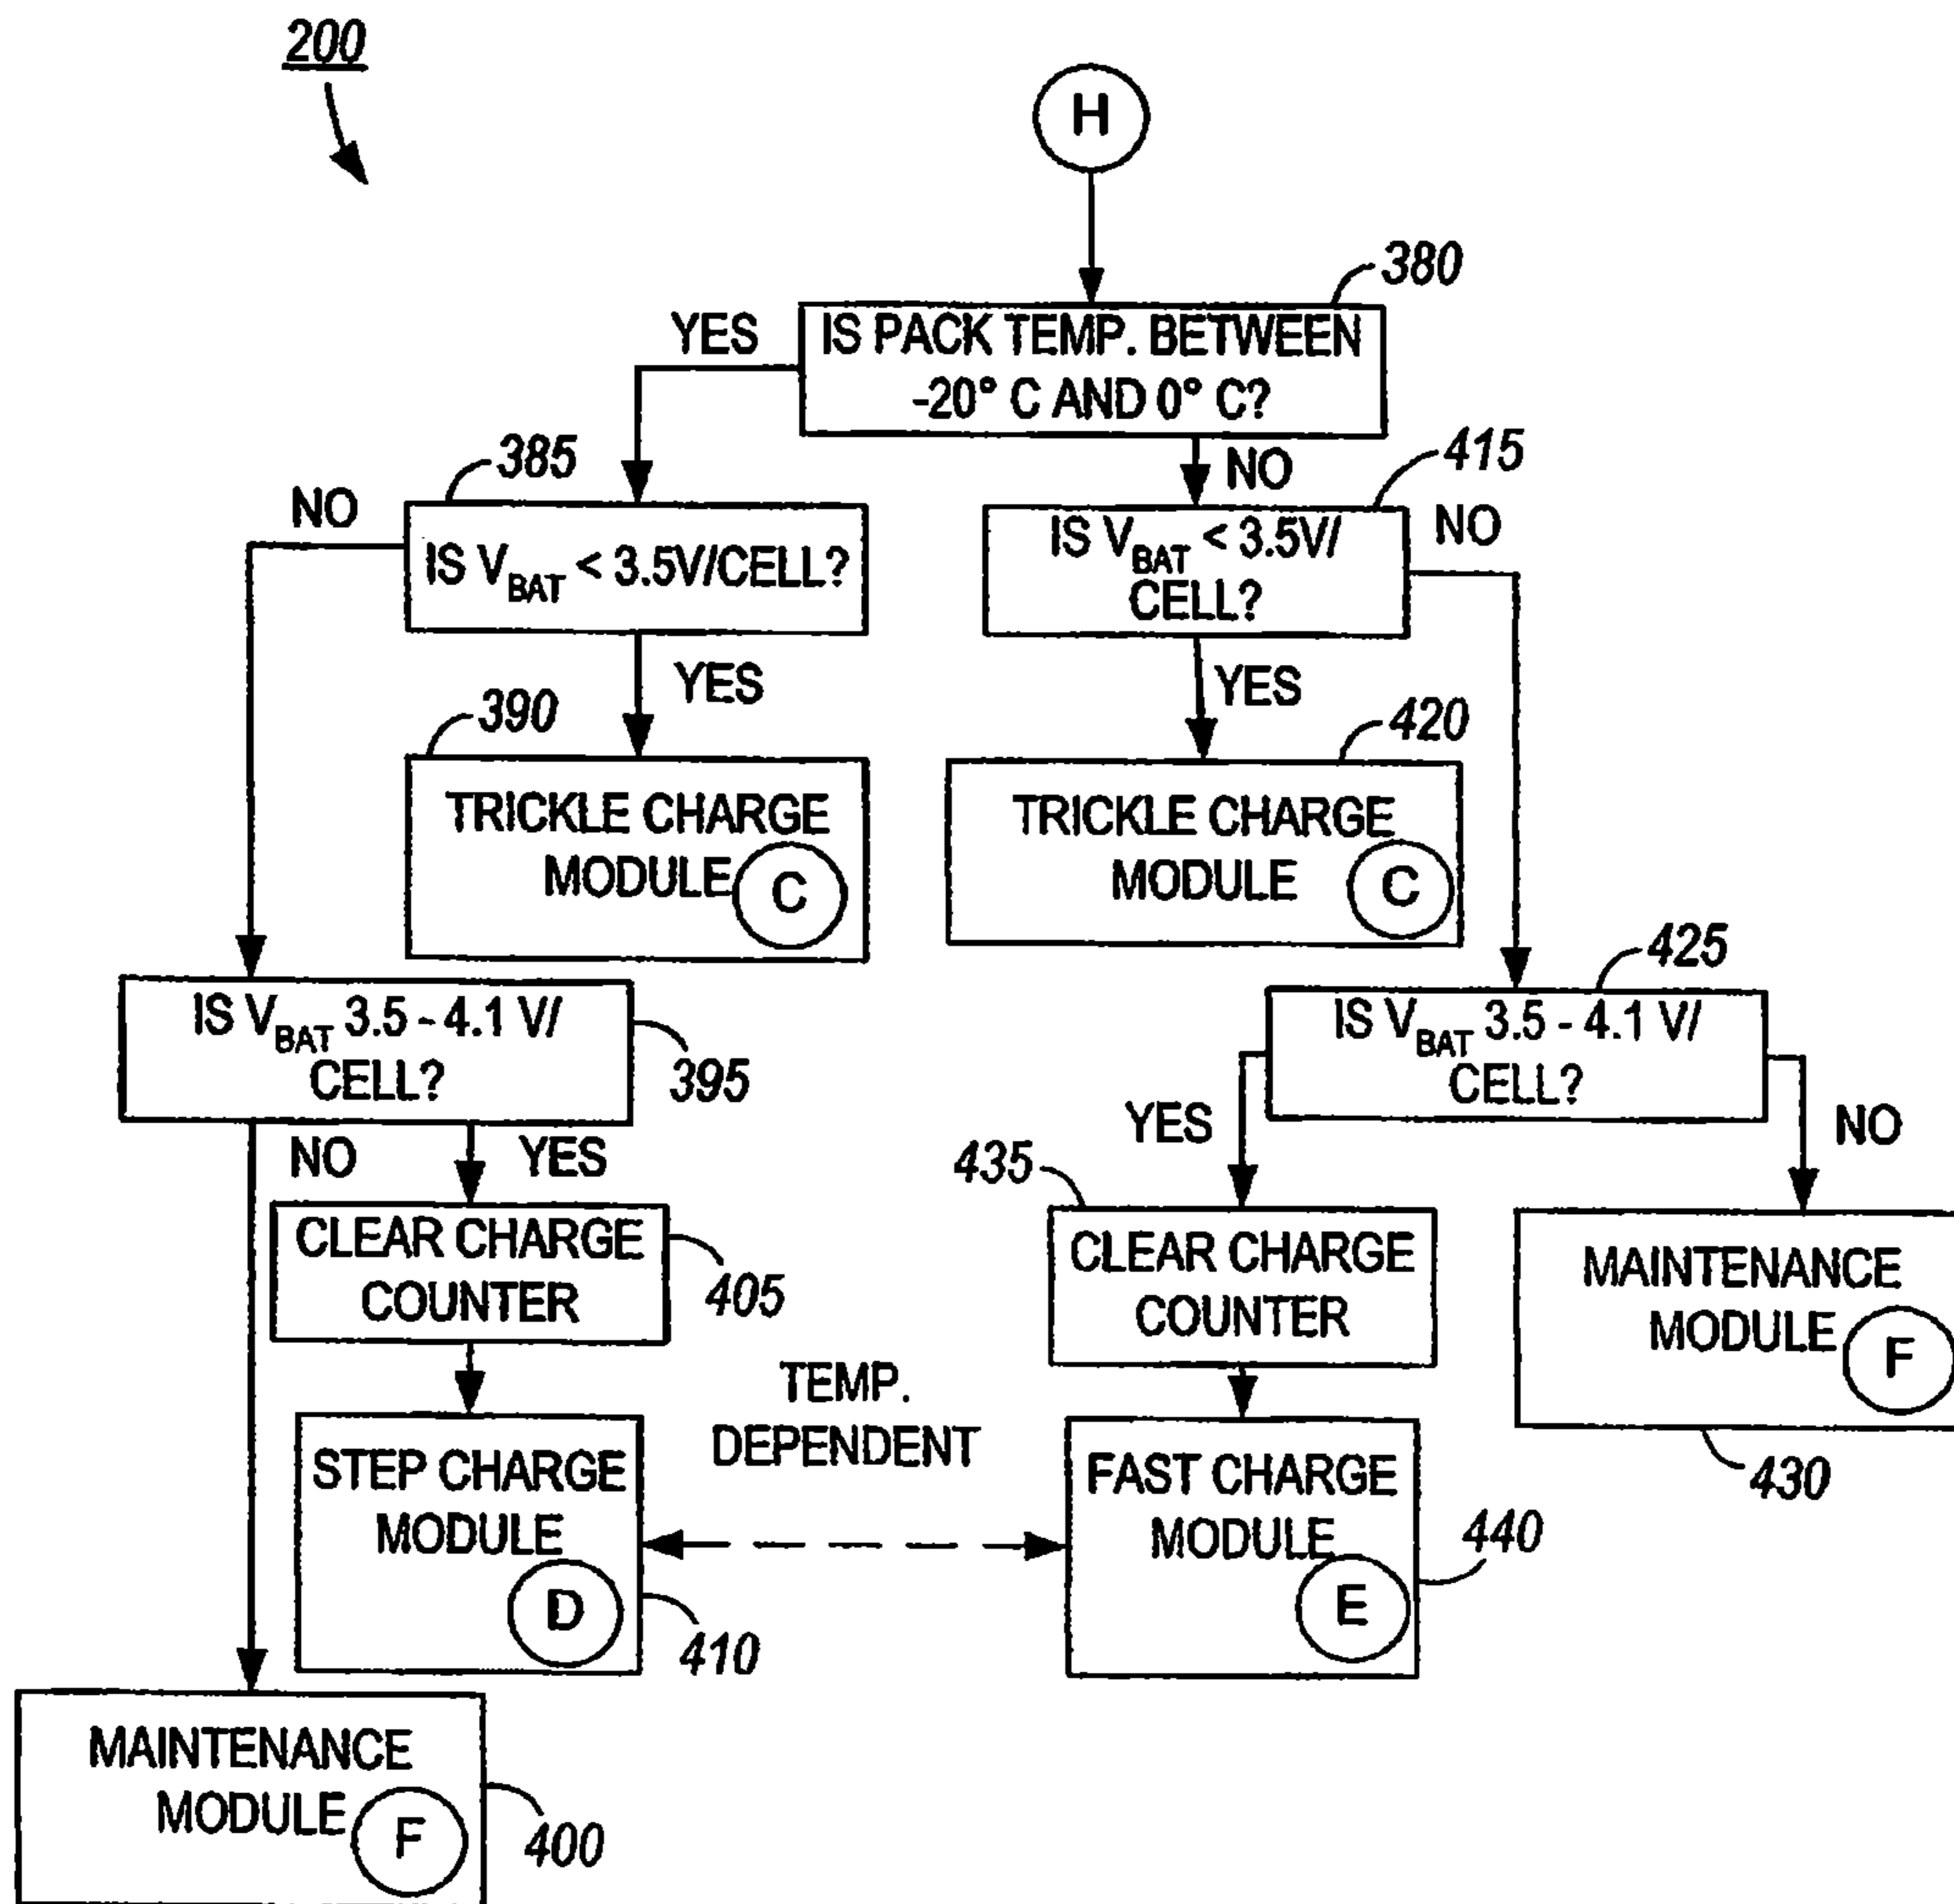 200
H
380
YES
IS PACK TEMP. BETWEEN
-20° C AND 0° C?
385
NO
415
NO
IS VBAT < 3.5V/CELL?
IS VBAT < 3.5V/
CELL?
NO
YES
YES
390
420
TRICKLE CHARGE
MODULE C
TRICKLE CHARGE
MODULE C
425
IS VBAT 3.5 - 4.1 V/
CELL?
395
IS VBAT 3.5 - 4.1 V/
CELL?
NO
YES
YES
NO
435
CLEAR CHARGE
COUNTER
405
CLEAR CHARGE
COUNTER
MAINTENANCE
MODULE F
430
TEMP.
DEPENDENT
STEP CHARGE
MODULE
D
410
FAST CHARGE
MODULE
E
440
MAINTENANCE
MODULE F
400